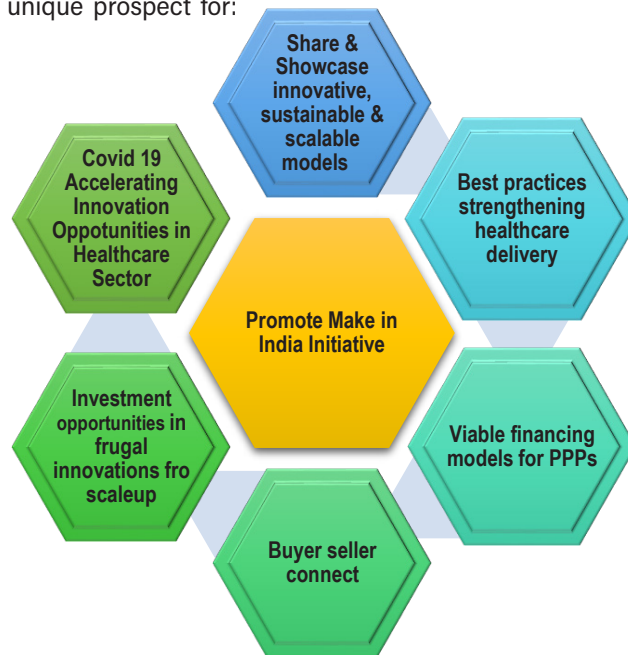 unique prospect for:
Share &
Showcase
innovative,
sustainable &
scalable
models
Best practices
strengthening
healthcare
delivery
Viable financing
models for PPPs
Buyer seller
connect
Investment
opportunities in
frugal
innovations fro
scaleup
Covid 19
Accelerating
Innovation
Oppotunities in
Healthcare
Sector
Promote Make in
India Initiative